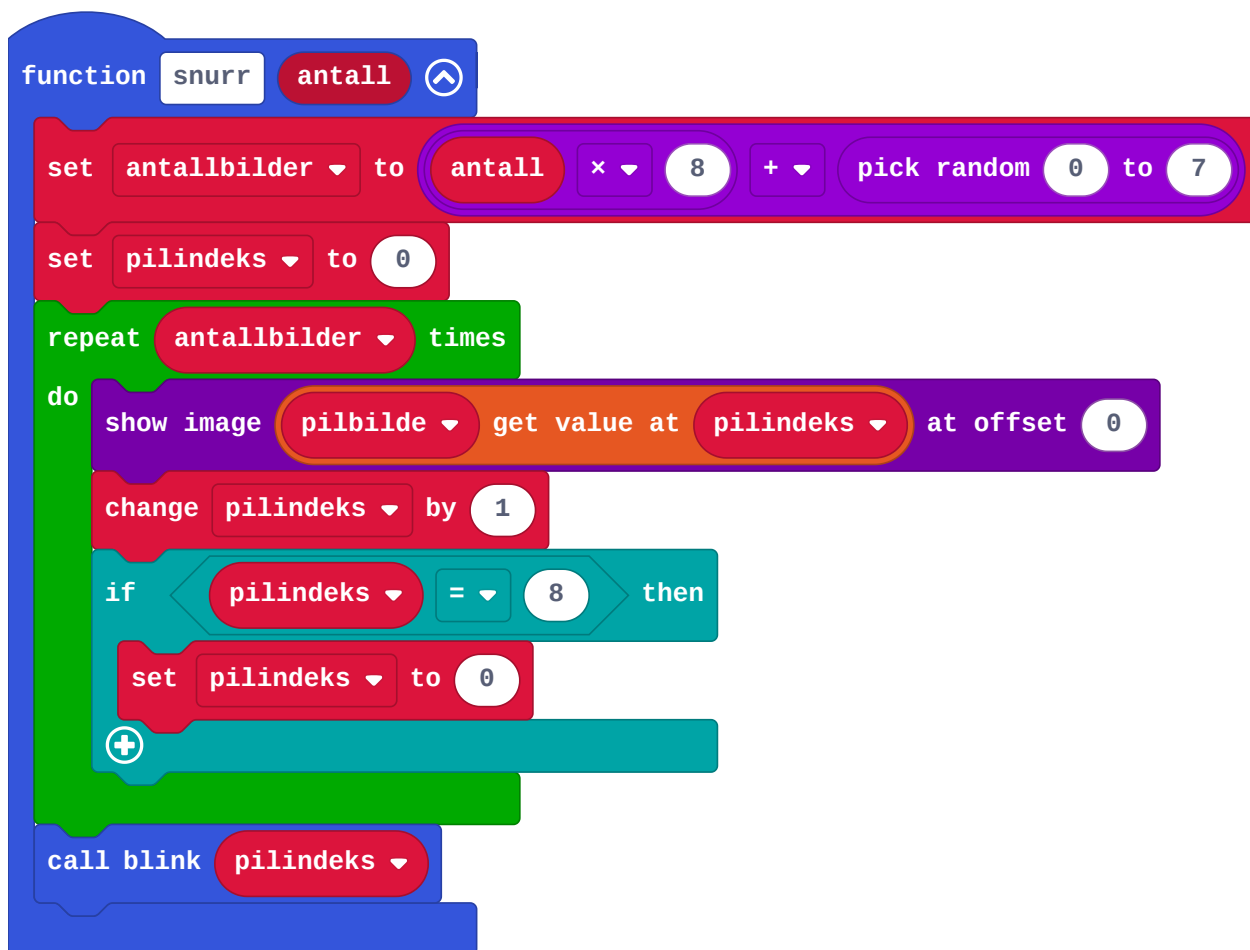 function snurr antall
set antallbilder to antall × 8 + pick random 0 to 7
set pilindeks to 0
repeat antallbilder times
do
show image pilbilde get value at pilindeks at offset 0
change pilindeks by 1
if pilindeks = 8 then
set pilindeks to 0
call blink pilindeks